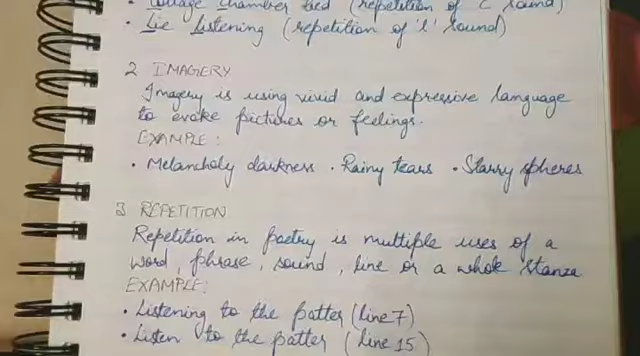 • Cottage chamber bed (repetition of 'C' sound)
• Lie Listening (repetition of 'l' sound)
2 IMAGERY
Imagery is using vivid and expressive language
to evoke pictures or feelings.
EXAMPLE:
• Melancholy darkness • Rainy tears • Starry spheres
3 REPETITION
Repetition in poetry is multiple uses of a
word, phrase, sound, line or a whole stanza
EXAMPLE:
• Listening to the patter (line 7)
• Listen to the patter (line 15)